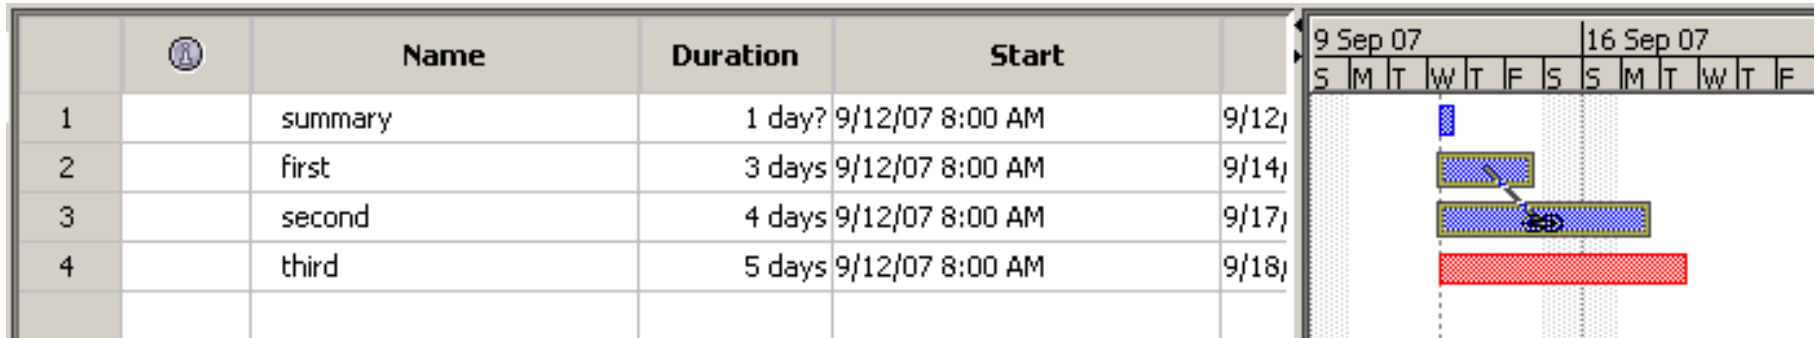 Name Duration Start
9 Sep 07 16 Sep 07
S M T W T F S S M T W T F
1 summary 1 day? 9/12/07 8:00 AM 9/12/
2 first 3 days 9/12/07 8:00 AM 9/14/
3 second 4 days 9/12/07 8:00 AM 9/17/
4 third 5 days 9/12/07 8:00 AM 9/18/